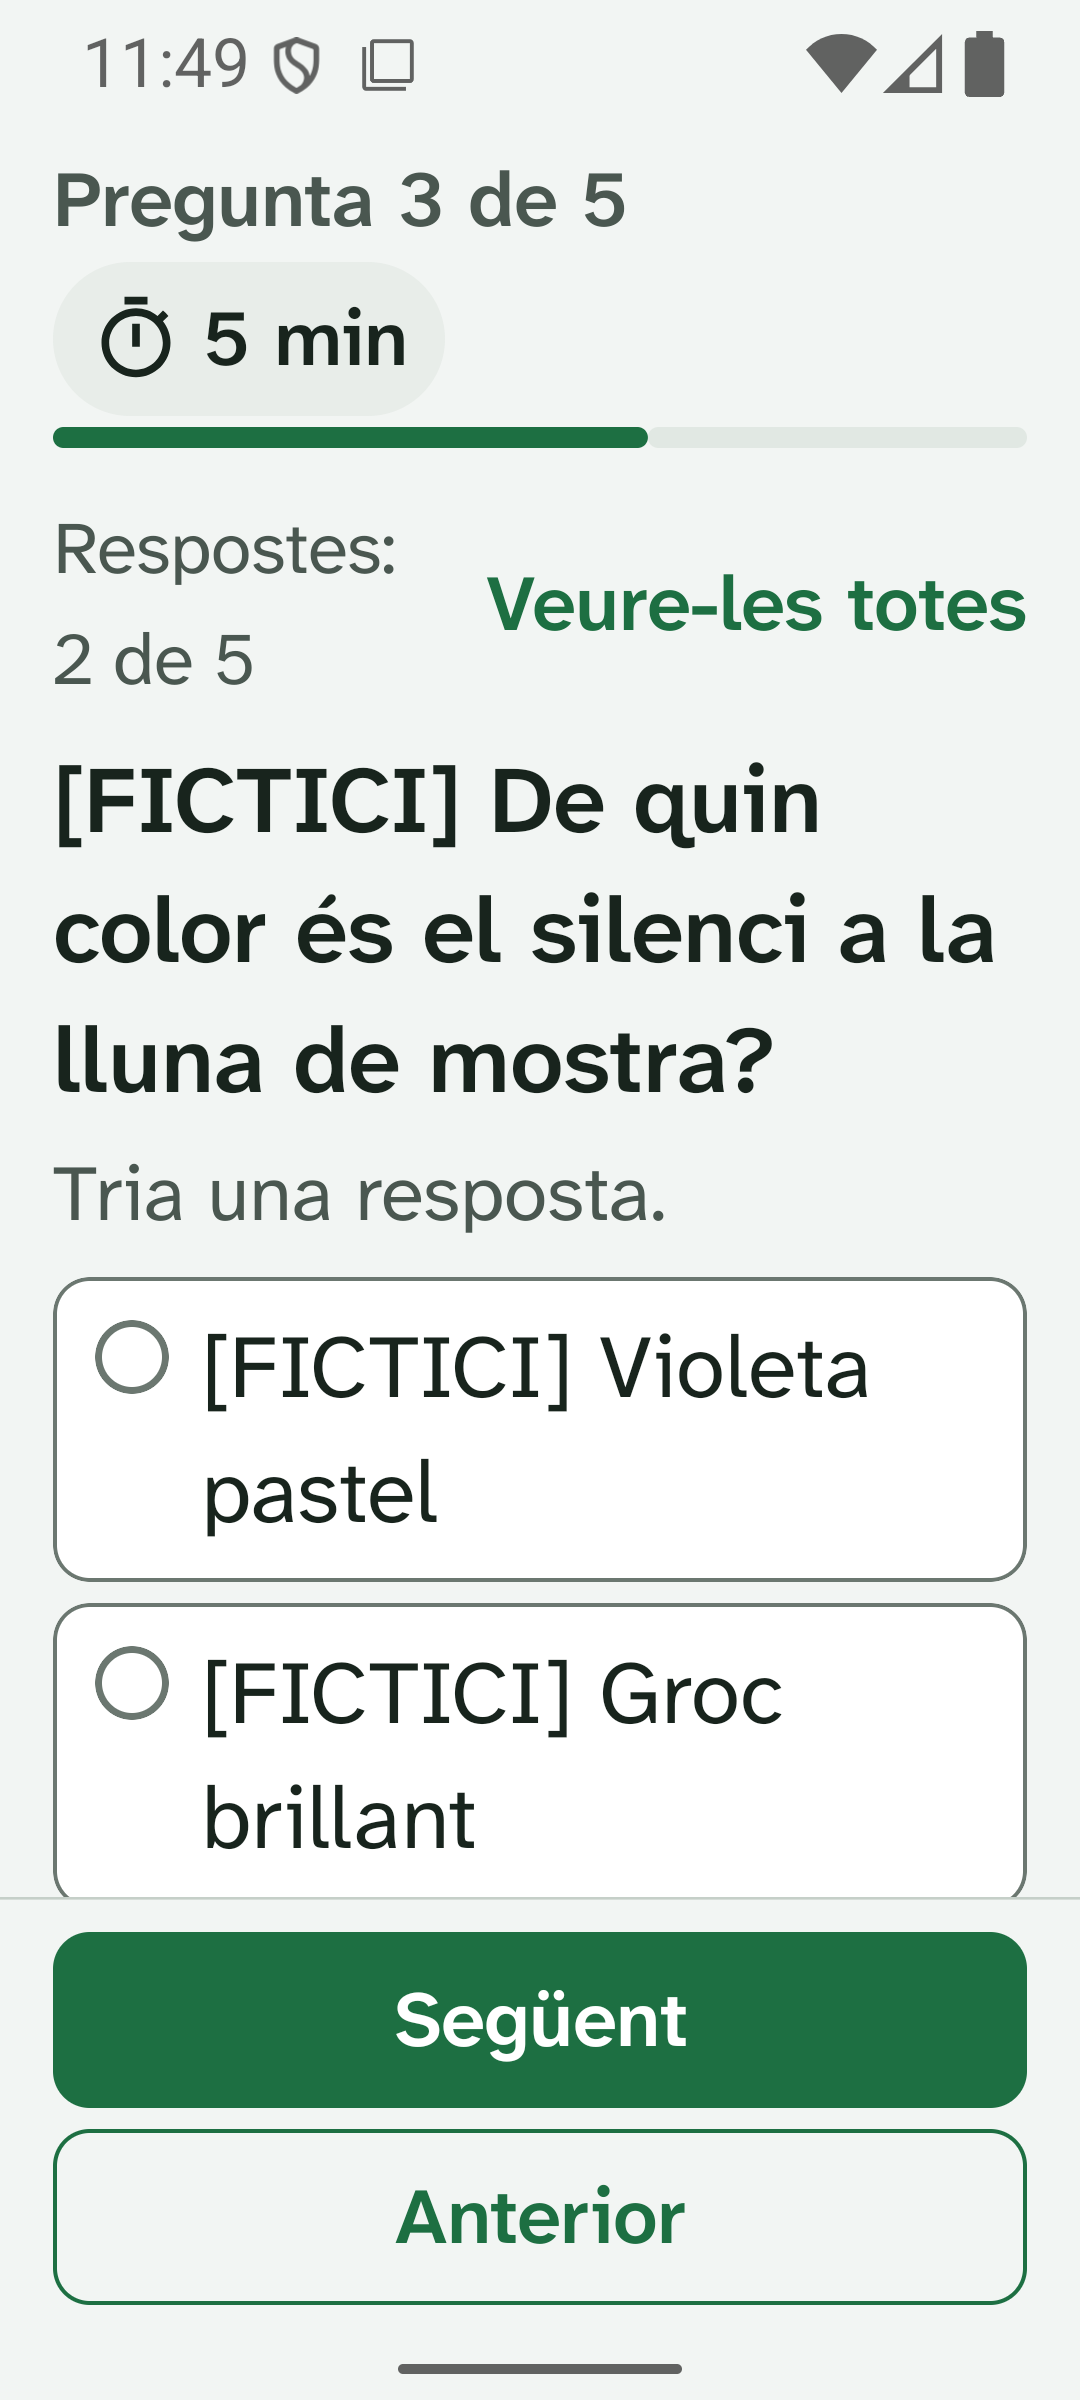 11:49
Pregunta 3 de 5
5 min
Respostes:
2 de 5
Veure-les totes
[FICTICI] De quin
color és el silenci a la
lluna de mostra?
Tria una resposta.
[FICTICI] Violeta
pastel
[FICTICI] Groc
brillant
Següent
Anterior